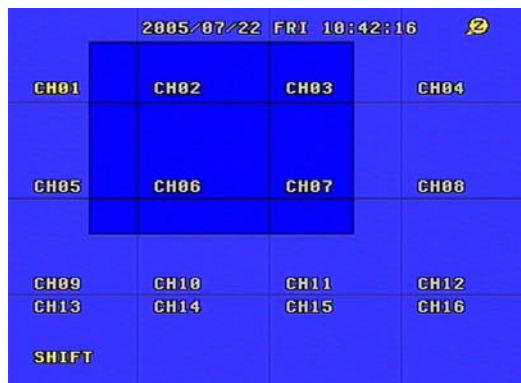 2005/07/22 FRI 10:42:16 Z
CH01 CH02 CH03 CH04
CH05 CH06 CH07 CH08
CH09 CH10 CH11 CH12
CH13 CH14 CH15 CH16
SHIFT